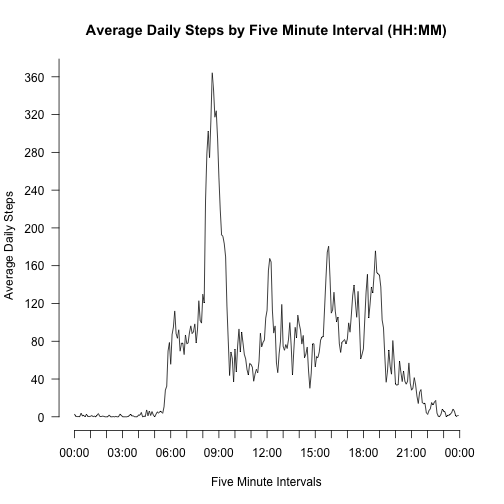 Average Daily Steps by Five Minute Interval (HH:MM)
Average Daily Steps
360
320
280
240
200
160
120
80
40
0
00:00 03:00 06:00 09:00 12:00 15:00 18:00 21:00 00:00
Five Minute Intervals